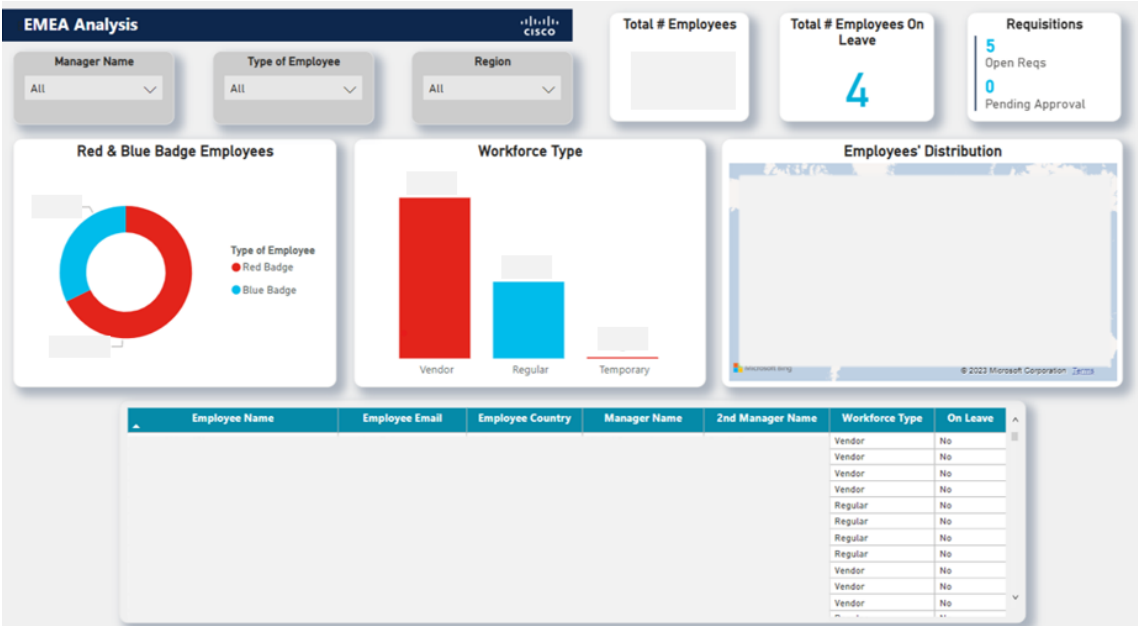 EMEA Analysis
CISCO
Manager Name
All
Type of Employee
All
Region
All
Total # Employees
Total # Employees On
Leave
4
Requisitions
5
Open Reqs
0
Pending Approval
Red & Blue Badge Employees
Type of Employee
Red Badge
Blue Badge
Workforce Type
Vendor
Regular
Temporary
Employees' Distribution
Microsoft Bing
© 2023 Microsoft Corporation Terms
Employee Name Employee Email Employee Country Manager Name 2nd Manager Name Workforce Type On Leave
Vendor No
Vendor No
Vendor No
Vendor No
Regular No
Regular No
Regular No
Regular No
Vendor No
Vendor No
Vendor No